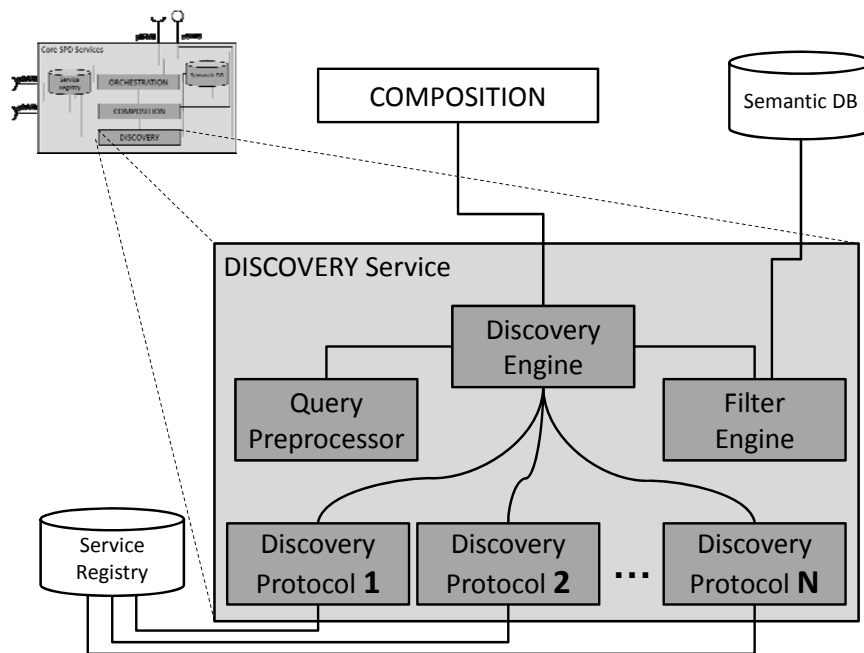 Core SPD Services
Service
Registry
ORCHESTRATION
Semantic DB
COMPOSITION
DISCOVERY
COMPOSITION
Semantic DB
DISCOVERY Service
Discovery
Engine
Query
Preprocessor
Filter
Engine
Service
Registry
Discovery
Protocol 1
Discovery
Protocol 2
...
Discovery
Protocol N